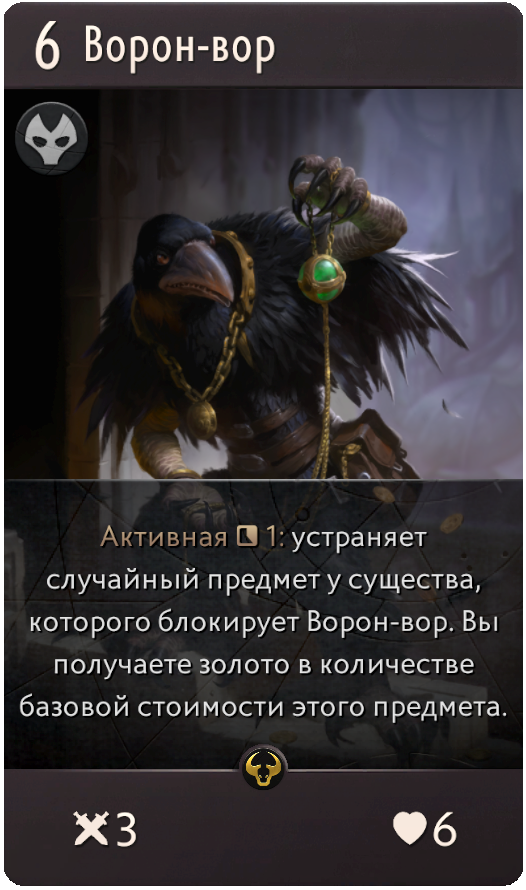 6 Ворон-вор
Активная 1: устраняет
случайный предмет у существа,
которого блокирует Ворон-вор. Вы
получаете золото в количестве
базовой стоимости этого предмета.
3 6